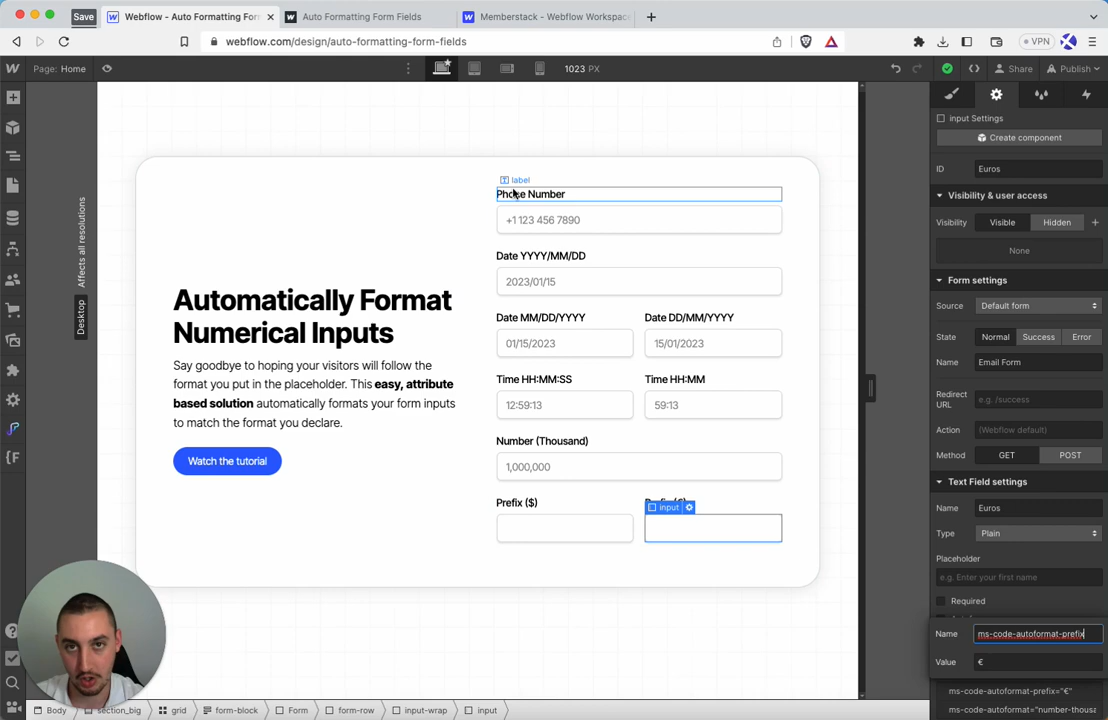 Save
Webflow - Auto Formatting For
Auto Formatting Form Fields
Memberstack - Webflow Workspace
webflow.com/design/auto-formatting-form-fields
VPN
Page: Home
1023 PX
Share
Publish
input Settings
Create component
ID
Euros
Visibility & user access
Visibility
Visible
Hidden
None
Form settings
Source
Default form
State
Normal
Success
Error
Name
Email Form
Redirect URL
e.g. /success
Action
(Webflow default)
Method
GET
POST
Text Field settings
Name
Euros
Type
Plain
Placeholder
e.g. Enter your first name
Required
Name
ms-code-autoformat-prefix
Value
€
ms-code-autoformat-prefix="€"
ms-code-autoformat="number-thousa
Affects all resolutions
Desktop
Automatically Format
Numerical Inputs
Say goodbye to hoping your visitors will follow the
format you put in the placeholder. This easy, attribute
based solution automatically formats your form inputs
to match the format you declare.
Watch the tutorial
label
Phone Number
+1 123 456 7890
Date YYYY/MM/DD
2023/01/15
Date MM/DD/YYYY
Date DD/MM/YYYY
01/15/2023
15/01/2023
Time HH:MM:SS
Time HH:MM
12:59:13
59:13
Number (Thousand)
1,000,000
Prefix ($)
input
Body
section_big
grid
form-block
Form
form-row
input-wrap
input